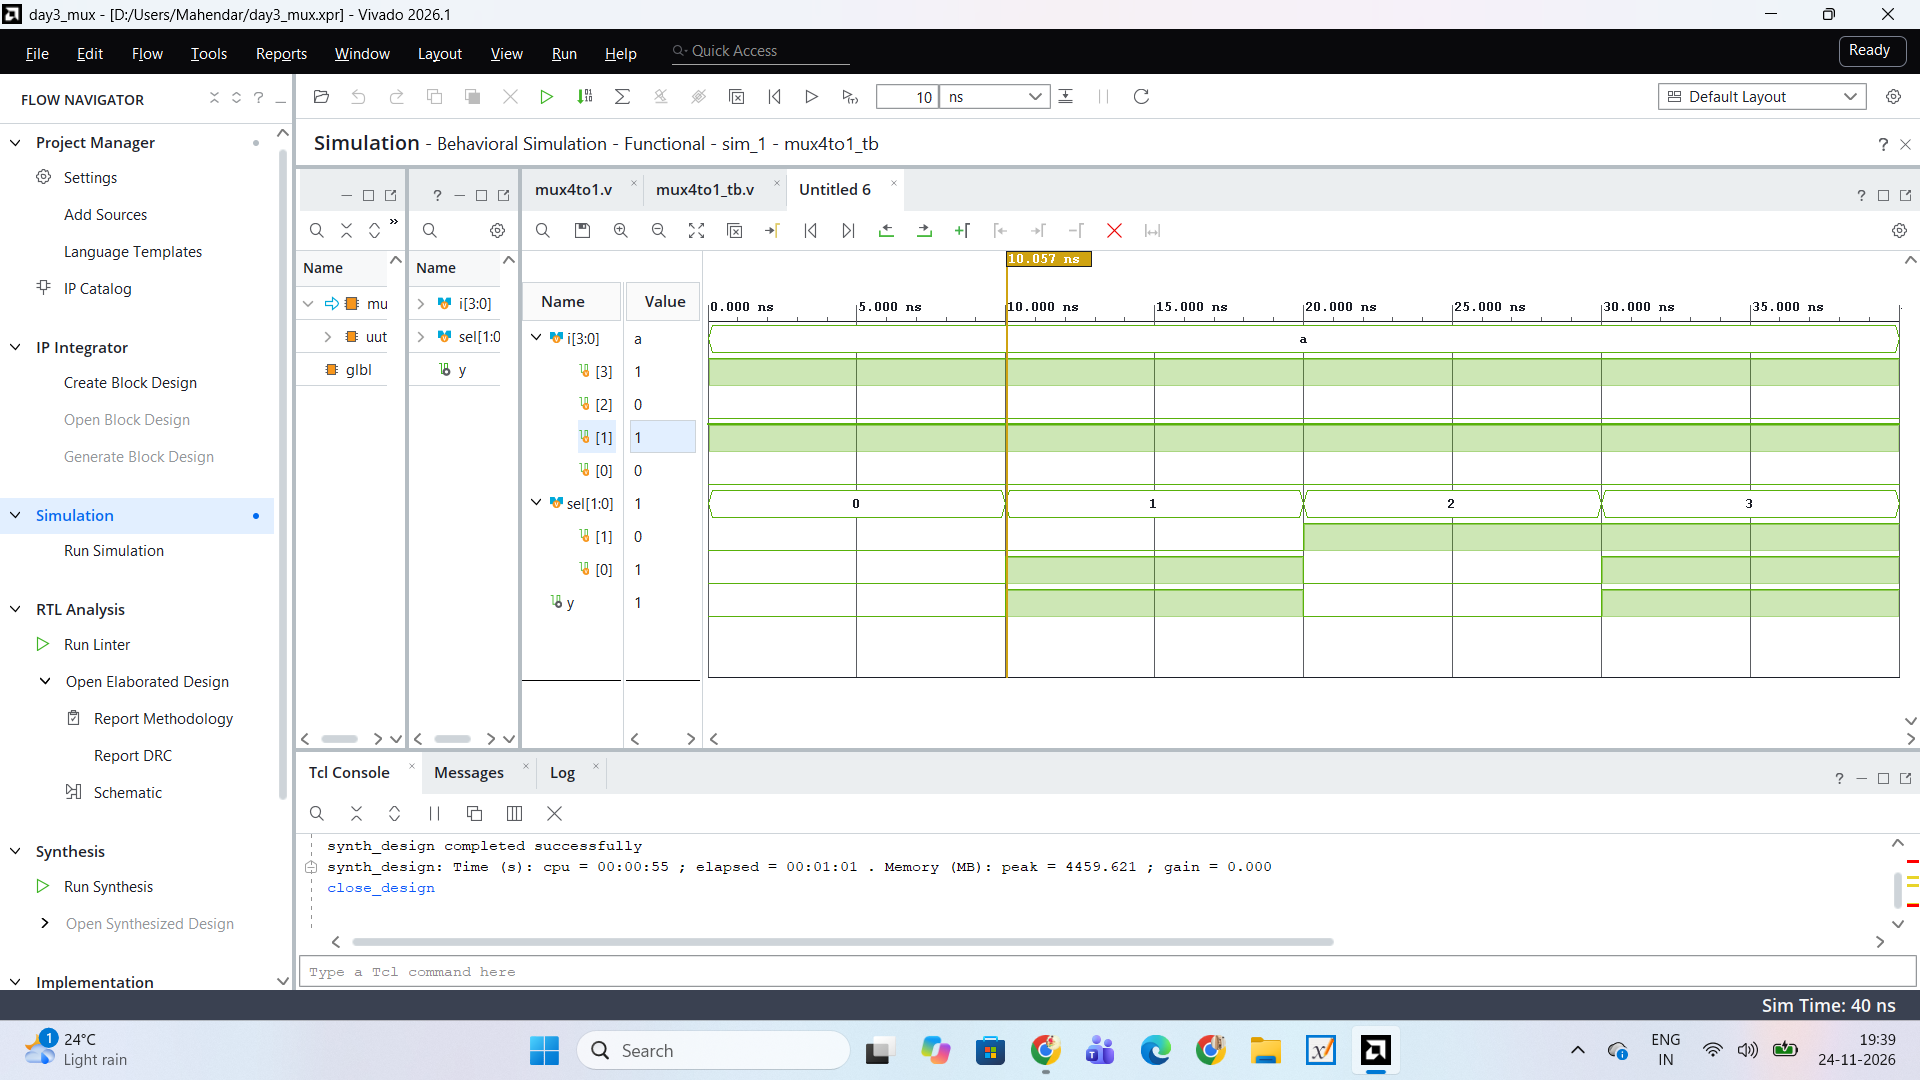 day3_mux - [D:/Users/Mahendar/day3_mux.xpr] - Vivado 2026.1
File Edit Flow Tools Reports Window Layout View Run Help Quick Access
Ready
FLOW NAVIGATOR
10 ns
Default Layout
Simulation - Behavioral Simulation - Functional - sim_1 - mux4to1_tb
Project Manager
Settings
Add Sources
Language Templates
IP Catalog
IP Integrator
Create Block Design
Open Block Design
Generate Block Design
Simulation
Run Simulation
RTL Analysis
Run Linter
Open Elaborated Design
Report Methodology
Report DRC
Schematic
Synthesis
Run Synthesis
Open Synthesized Design
Implementation
Name
mu
uut
glbl
Name
i[3:0]
sel[1:0
y
mux4to1.v mux4to1_tb.v Untitled 6
10.057 ns
Name Value
0.000 ns 5.000 ns 10.000 ns 15.000 ns 20.000 ns 25.000 ns 30.000 ns 35.000 ns
i[3:0] a a
[3] 1
[2] 0
[1] 1
[0] 0
sel[1:0] 1 0 1 2 3
[1] 0
[0] 1
y 1
Tcl Console Messages Log
synth_design completed successfully
synth_design: Time (s): cpu = 00:00:55 ; elapsed = 00:01:01 . Memory (MB): peak = 4459.621 ; gain = 0.000
close_design
Type a Tcl command here
Sim Time: 40 ns
1
24°C
Light rain
Search
ENG
IN
19:39
24-11-2026